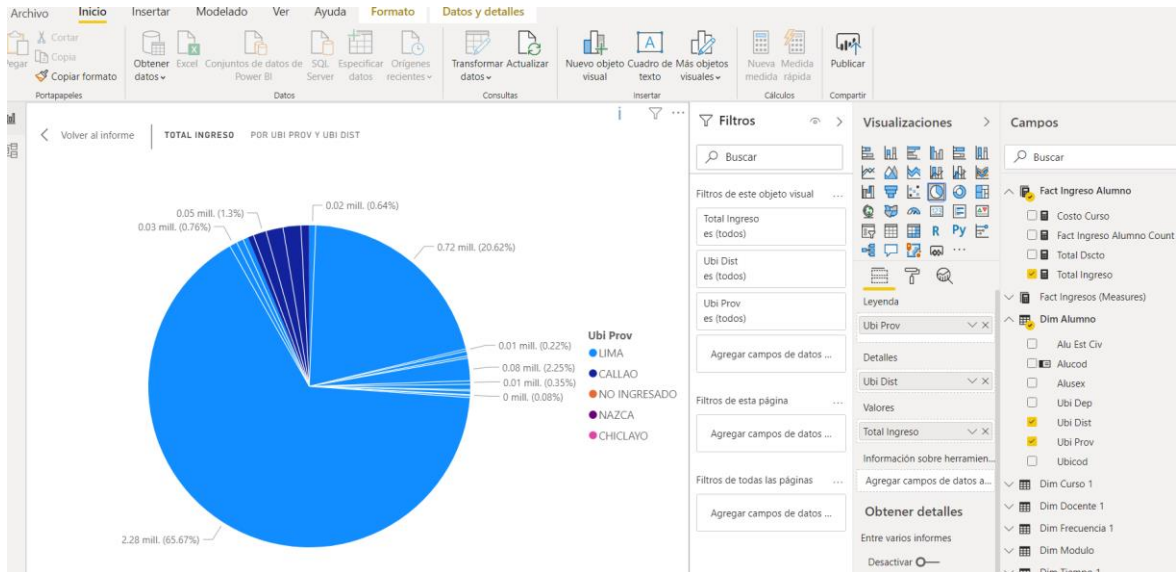 Archivo Inicio Insertar Modelado Ver Ayuda Formato Datos y detalles
Cortar
Copia
Copiar formato
Portapapeles
Obtener datos
Excel
Conjuntos de datos de Power BI
SQL Server
Especificar datos
Orígenes recientes
Datos
Transformar datos
Actualizar
Consultas
Nuevo objeto visual
Cuadro de texto
Más objetos visuales
Insertar
Nueva medida
Medida rápida
Cálculos
Publicar
Compartir
Volver al informe
TOTAL INGRESO POR UBI PROV Y UBI DIST
0.02 mill. (0.64%)
0.05 mill. (1.3%)
0.03 mill. (0.76%)
0.72 mill. (20.62%)
0.01 mill. (0.22%)
0.08 mill. (2.25%)
0.01 mill. (0.35%)
0 mill. (0.08%)
2.28 mill. (65.67%)
Ubi Prov
LIMA
CALLAO
NO INGRESADO
NAZCA
CHICLAYO
Filtros
Buscar
Filtros de este objeto visual ...
Total Ingreso
es (todos)
Ubi Dist
es (todos)
Ubi Prov
es (todos)
Agregar campos de datos ...
Filtros de esta página ...
Agregar campos de datos ...
Filtros de todas las páginas ...
Agregar campos de datos ...
Visualizaciones
R Py
Leyenda
Ubi Prov
Detalles
Ubi Dist
Valores
Total Ingreso
Información sobre herramien...
Agregar campos de datos a...
Obtener detalles
Entre varios informes
Desactivar
Campos
Buscar
Fact Ingreso Alumno
Costo Curso
Fact Ingreso Alumno Count
Total Dscto
Total Ingreso
Fact Ingresos (Measures)
Dim Alumno
Alu Est Civ
Alucod
Alusex
Ubi Dep
Ubi Dist
Ubi Prov
Ubicod
Dim Curso 1
Dim Docente 1
Dim Frecuencia 1
Dim Modulo